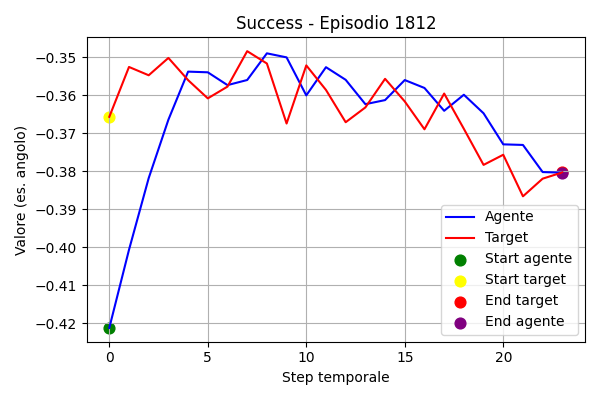 Success - Episodio 1812
Valore (es. angolo)
−0.35
−0.36
−0.37
−0.38
−0.39
−0.40
−0.41
−0.42
Agente
Target
Start agente
Start target
End target
End agente
0 5 10 15 20
Step temporale